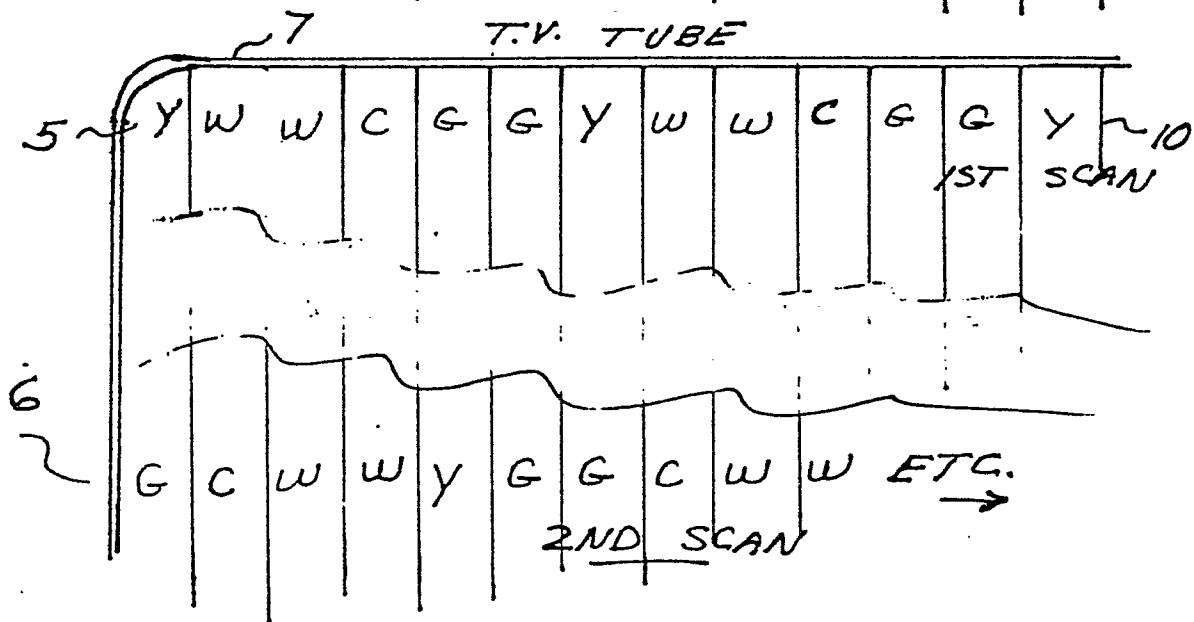 7 T.V. TUBE
5 Y W W C G G Y W W C G G Y 10
1ST SCAN
6 G C W W Y G G C W W ETC.
2ND SCAN